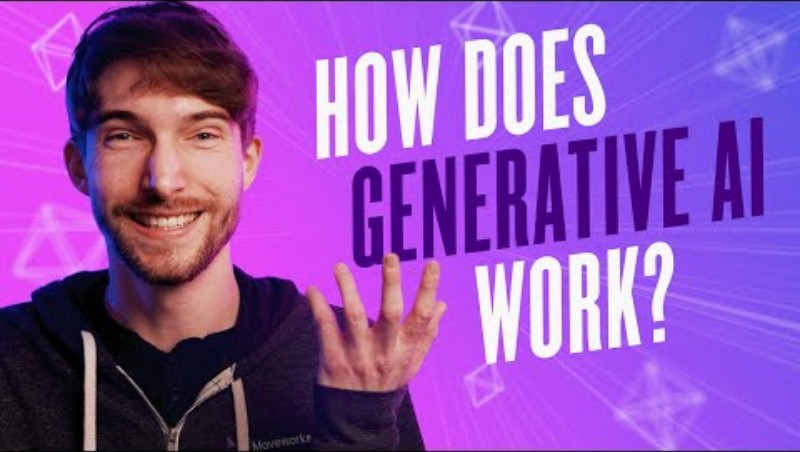 HOW DOES
GENERATIVE AI
WORK?
Moveworks